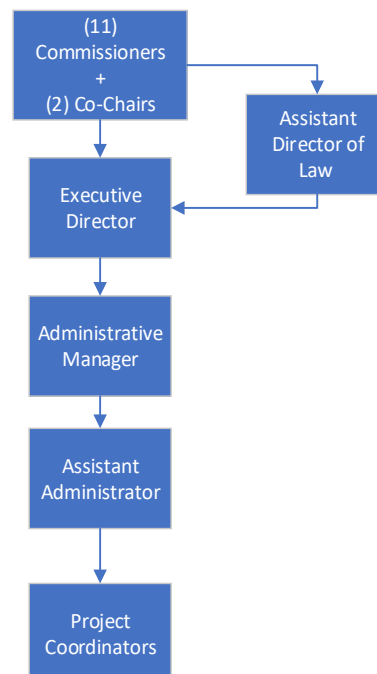 (11)
Commissioners
+
(2) Co-Chairs
Assistant
Director of
Law
Executive
Director
Administrative
Manager
Assistant
Administrator
Project
Coordinators